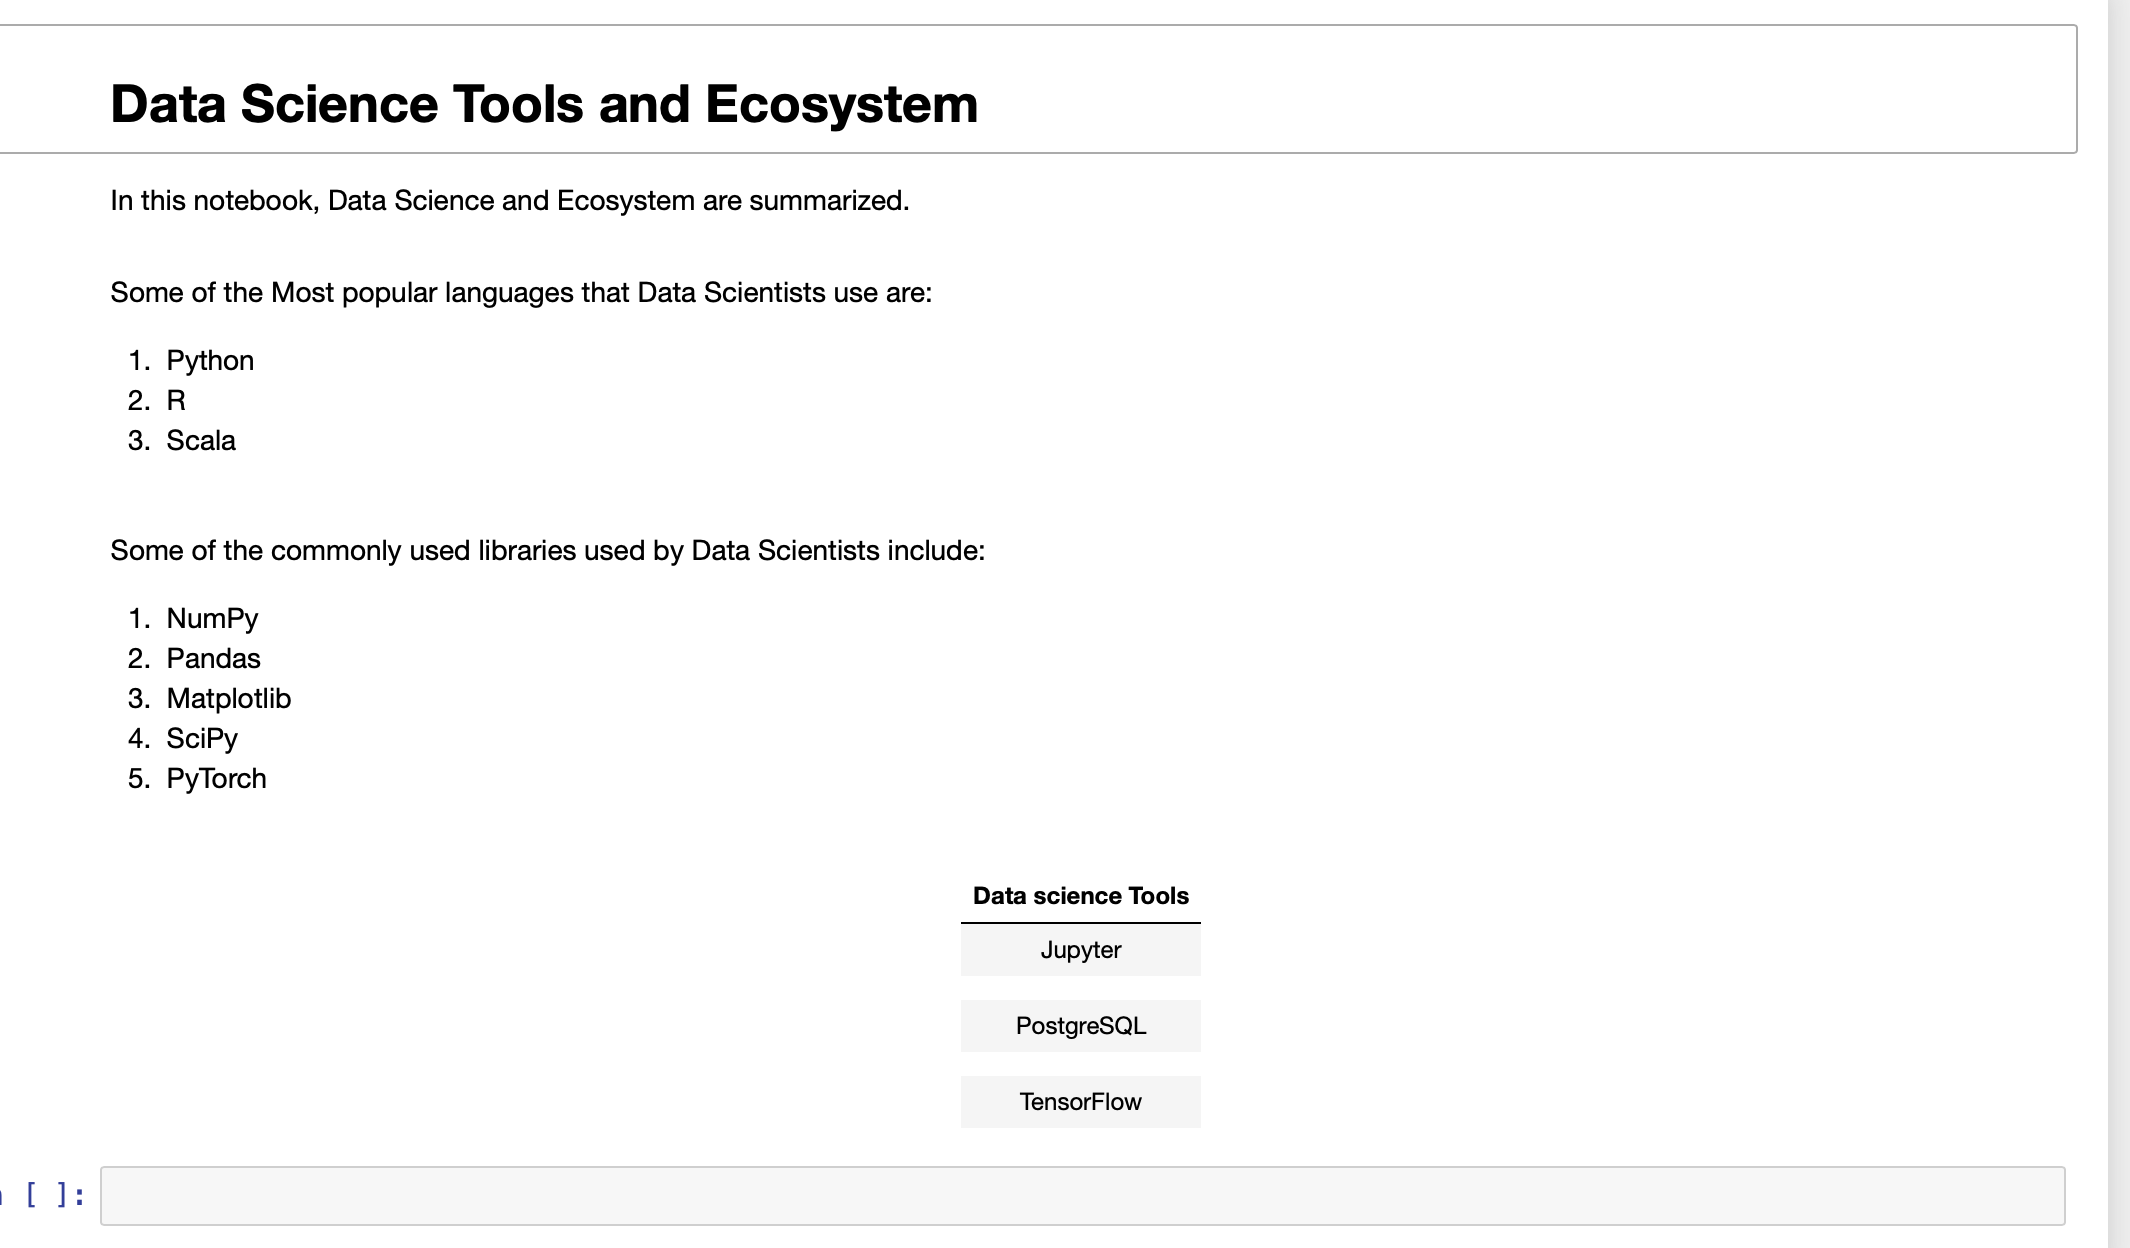 Data Science Tools and Ecosystem
In this notebook, Data Science and Ecosystem are summarized.
Some of the Most popular languages that Data Scientists use are:
1. Python
2. R
3. Scala
Some of the commonly used libraries used by Data Scientists include:
1. NumPy
2. Pandas
3. Matplotlib
4. SciPy
5. PyTorch
Data science Tools
Jupyter
PostgreSQL
TensorFlow
[ ]: